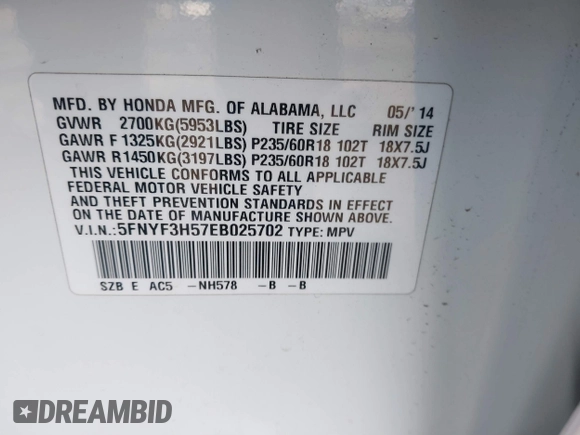 MFD. BY HONDA MFG. OF ALABAMA, LLC 05/'14
GVWR 2700KG(5953LBS) TIRE SIZE RIM SIZE
GAWR F 1325KG(2921LBS) P235/60R18 102T 18X7.5J
GAWR R 1450KG(3197LBS) P235/60R18 102T 18X7.5J
THIS VEHICLE CONFORMS TO ALL APPLICABLE
FEDERAL MOTOR VEHICLE SAFETY
AND THEFT PREVENTION STANDARDS IN EFFECT
ON THE DATE OF MANUFACTURE SHOWN ABOVE.
V.I.N.:5FNYF3H57EB025702 TYPE: MPV
SZB E AC5 -NH578 -B -B
DREAMBID